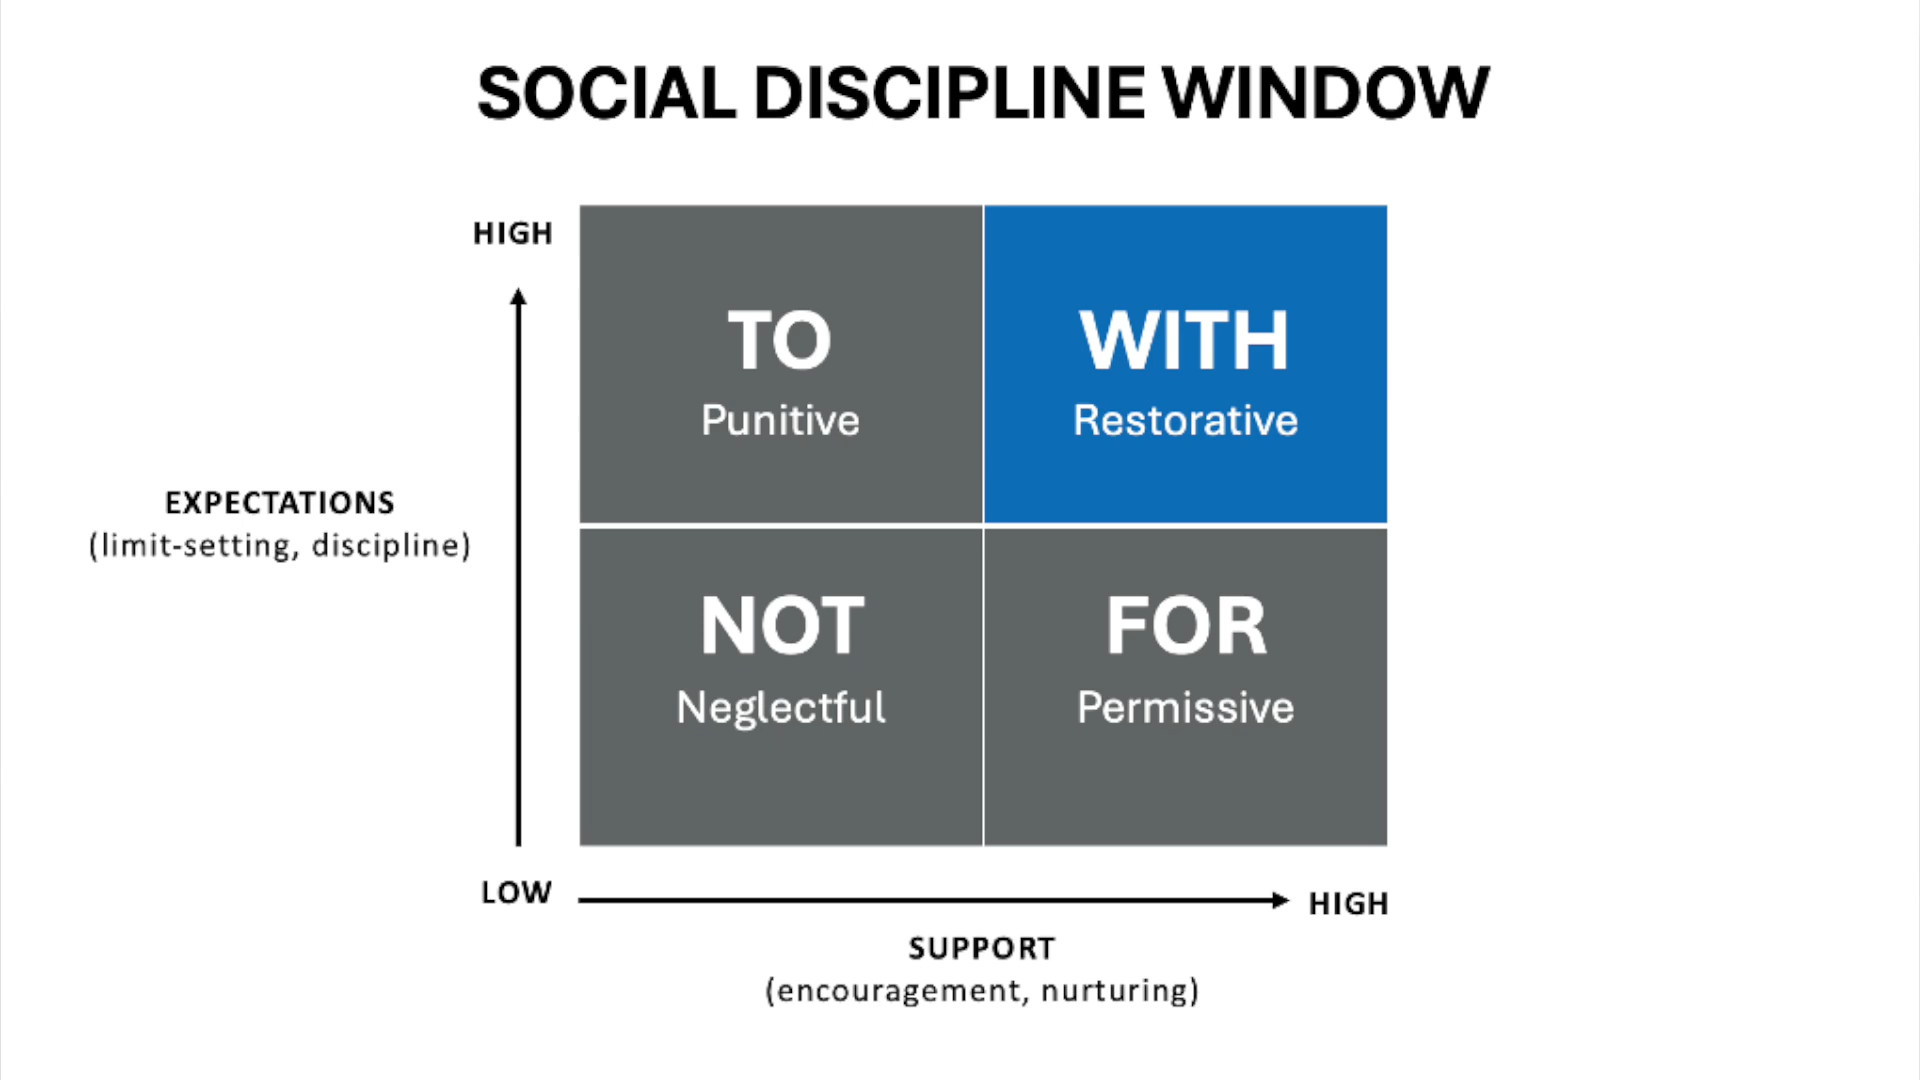 SOCIAL DISCIPLINE WINDOW
HIGH
TO
Punitive
WITH
Restorative
EXPECTATIONS
(limit-setting, discipline)
NOT
Neglectful
FOR
Permissive
LOW
HIGH
SUPPORT
(encouragement, nurturing)